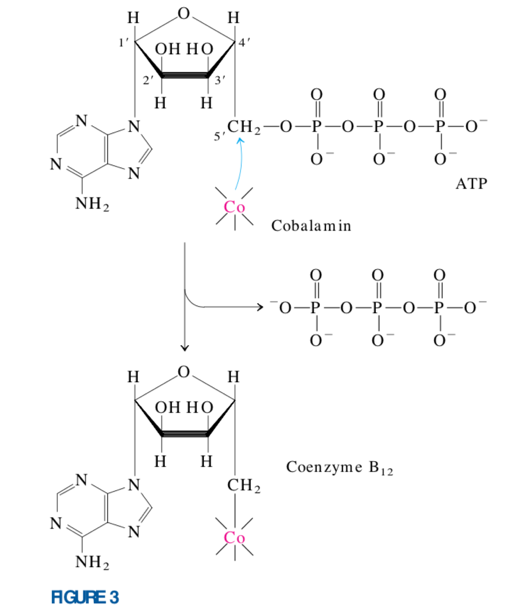 H O H
1′ OH HO 4′
2′ 3′
H H
O O O
5′ CH2—O—P—O—P—O—P—O−
O− O− O−
N N
N N
NH2
ATP
Co
Cobalamin
O O O
−O—P—O—P—O—P—O−
O− O− O−
H O H
OH HO
H H
Coenzyme B12
N N CH2
N N
NH2
Co
FIGURE 3